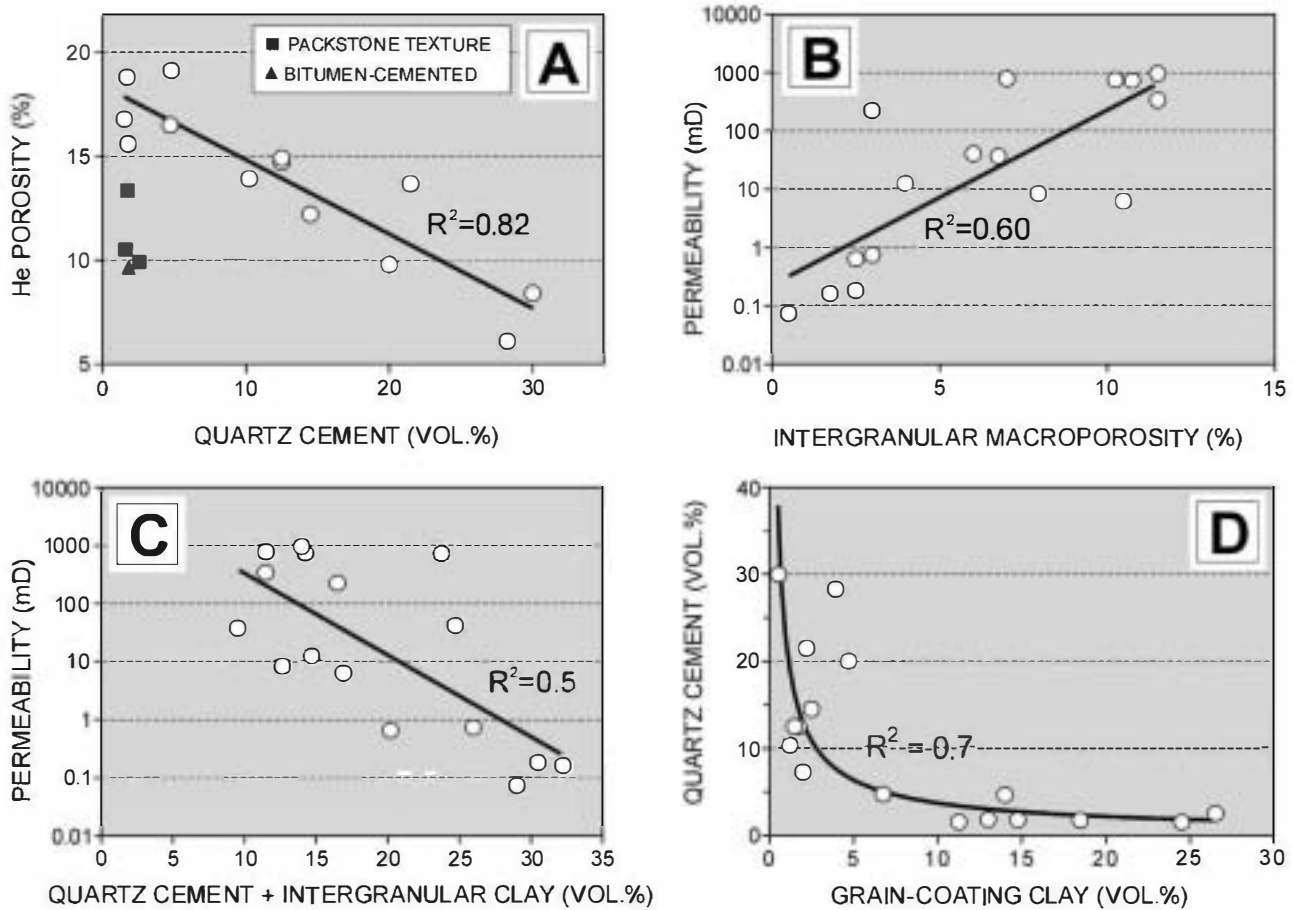 A
■ PACKSTONE TEXTURE
▲ BITUMEN-CEMENTED
He POROSITY (%)
20
15
10
5
R²=0.82
0 10 20 30
QUARTZ CEMENT (VOL.%)
B
PERMEABILITY (mD)
10000
1000
100
10
1
0.1
0.01
R²=0.60
0 5 10 15
INTERGRANULAR MACROPOROSITY (%)
C
PERMEABILITY (mD)
10000
1000
100
10
1
0.1
0.01
R²=0.5
0 5 10 15 20 25 30 35
QUARTZ CEMENT + INTERGRANULAR CLAY (VOL.%)
D
QUARTZ CEMENT (VOL.%)
40
30
20
10
0
R² =0.7
0 5 10 15 20 25 30
GRAIN-COATING CLAY (VOL.%)